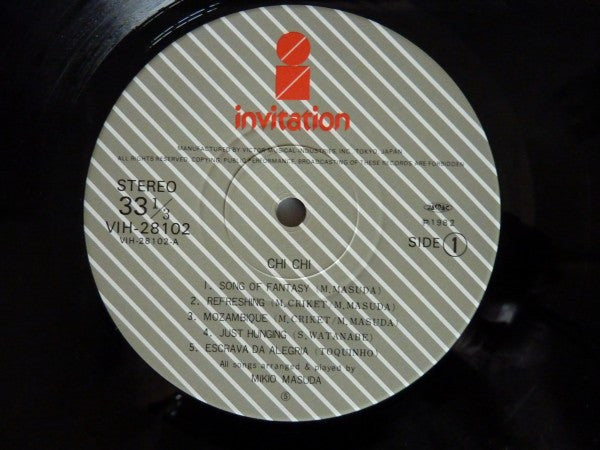 invitation
MANUFACTURED BY VICTOR MUSICAL INDUSTRIES, INC., TOKYO, JAPAN
ALL RIGHTS RESERVED, COPYING, PUBLIC PERFORMANCE, BROADCASTING OF THESE RECORDS ARE FORBIDDEN
STEREO
33 1/3
VIH-28102
VIH-28102-A
P1982
SIDE 1
CHI CHI
1. SONG OF FANTASY (M, MASUDA)
2. REFRESHING (M, CRIKET/M, MASUDA)
3. MOZAMBIQUE (M, CRIKET/M, MASUDA)
4. JUST HUNGING (S, WATANABE)
5. ESCRAVA DA ALEGRIA (TOQUINHO)
All songs arranged & played by
MIKIO MASUDA
⑤